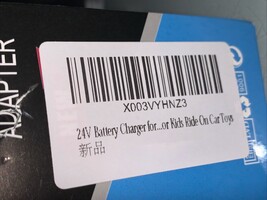 ADAPTER
X003VYHNZ3
24V Battery Charger for...or Kids Ride On Car Toys
新品